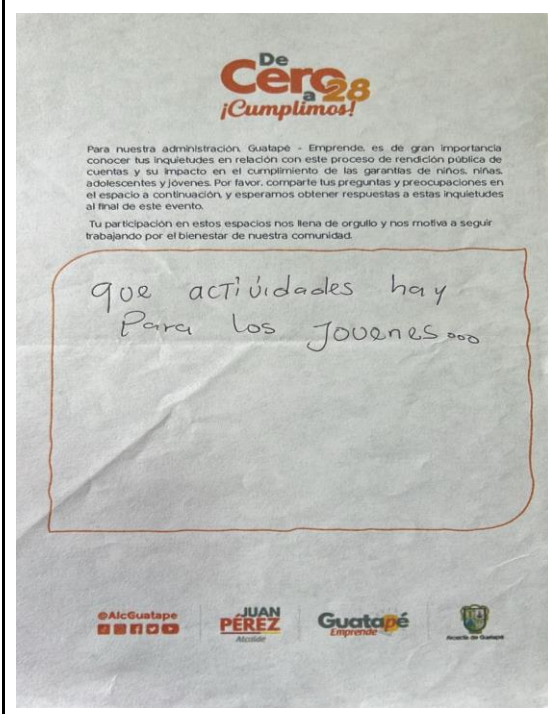 De
Cero
a 28
¡Cumplimos!
Para nuestra administración, Guatapé - Emprende, es de gran importancia
conocer tus inquietudes en relación con este proceso de rendición pública de
cuentas y su impacto en el cumplimiento de las garantías de niños, niñas,
adolescentes y jóvenes. Por favor, comparte tus preguntas y preocupaciones en
el espacio a continuación, y esperamos obtener respuestas a estas inquietudes
al final de este evento.
Tu participación en estos espacios nos llena de orgullo y nos motiva a seguir
trabajando por el bienestar de nuestra comunidad.
que actividades hay
Para los Jovenes...
@AlcGuatape
JUAN
PÉREZ
Alcalde
Guatapé
Emprende
Alcaldía de Guatapé